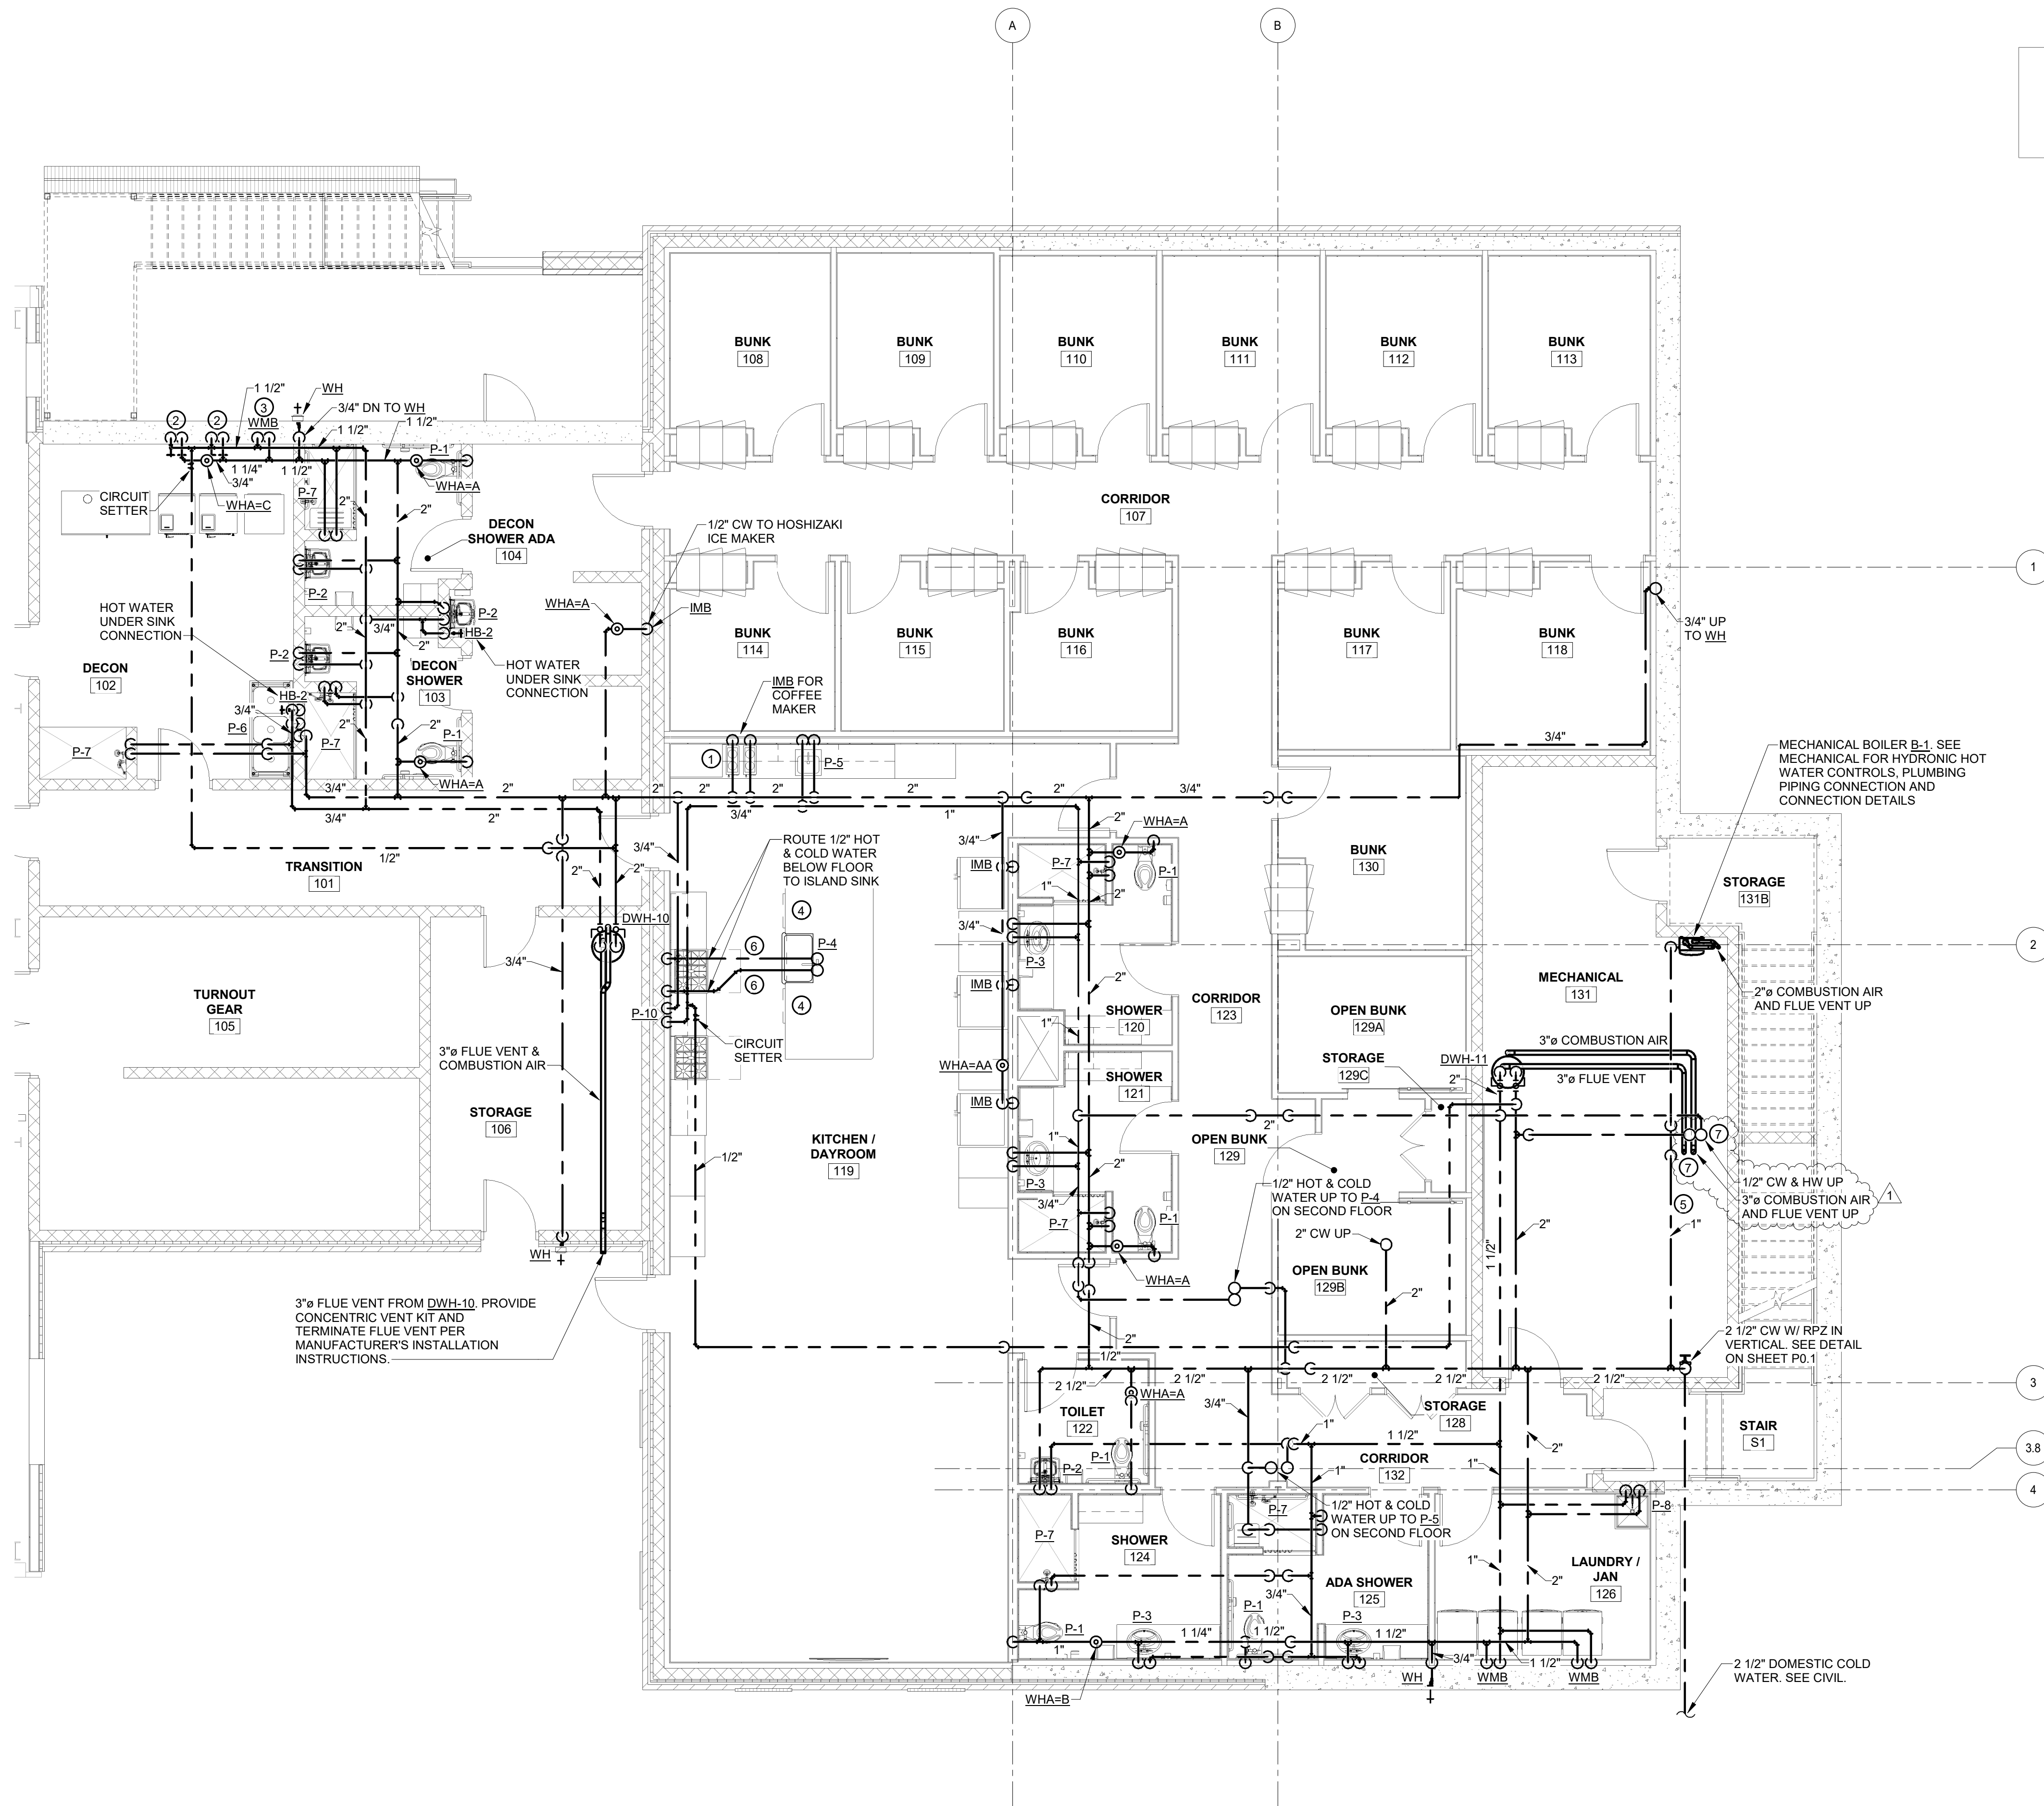 A
B
BUNK
108
BUNK
109
BUNK
110
BUNK
111
BUNK
112
BUNK
113
1 1/2"
WH
2
2
3
WMB
3/4" DN TO WH
1 1/2"
1 1/2"
P-1
1 1/4"
1 1/2"
3/4"
WHA=A
P-7
CIRCUIT
SETTER
WHA=C
2"
2"
CORRIDOR
107
DECON
SHOWER ADA
104
1/2" CW TO HOSHIZAKI
ICE MAKER
1
P-2
HOT WATER
UNDER SINK
CONNECTION
WHA=A
IMB
P-2
2"
3/4"
HB-2
2"
BUNK
114
BUNK
115
BUNK
116
BUNK
117
BUNK
118
3/4" UP
TO WH
DECON
102
P-2
DECON
SHOWER
103
HOT WATER
UNDER SINK
CONNECTION
IMB FOR
COFFEE
MAKER
HB-2
3/4"
P-6
2"
2"
P-1
P-7
P-7
1
P-5
3/4"
MECHANICAL BOILER B-1. SEE
MECHANICAL FOR HYDRONIC HOT
WATER CONTROLS, PLUMBING
PIPING CONNECTION AND
CONNECTION DETAILS
WHA=A
3/4"
2"
2"
2"
2"
2"
2"
3/4"
3/4"
2"
3/4"
1"
2"
WHA=A
3/4"
ROUTE 1/2" HOT
& COLD WATER
BELOW FLOOR
TO ISLAND SINK
3/4"
1/2"
TRANSITION
101
2"
2"
IMB
P-7
P-1
BUNK
130
1"
2"
STORAGE
131B
DWH-10
4
3/4"
6
P-4
2
3/4"
P-3
MECHANICAL
131
6
4
IMB
2"
TURNOUT
GEAR
105
P-10
SHOWER
120
CORRIDOR
123
OPEN BUNK
129A
2"ø COMBUSTION AIR
AND FLUE VENT UP
1"
CIRCUIT
SETTER
3"ø COMBUSTION AIR
3"ø FLUE VENT &
COMBUSTION AIR
WHA=AA
STORAGE
129C
DWH-11
SHOWER
121
2"
3"ø FLUE VENT
IMB
STORAGE
106
2"
KITCHEN /
DAYROOM
119
1"
OPEN BUNK
129
7
1/2"
2"
7
P-3
1/2" HOT & COLD
WATER UP TO P-4
ON SECOND FLOOR
1/2" CW & HW UP
3"ø COMBUSTION AIR
AND FLUE VENT UP
1
3/4"
5
P-7
P-1
2"
1"
2" CW UP
WH
1 1/2"
WHA=A
OPEN BUNK
129B
2"
3"ø FLUE VENT FROM DWH-10. PROVIDE
CONCENTRIC VENT KIT AND
TERMINATE FLUE VENT PER
MANUFACTURER'S INSTALLATION
INSTRUCTIONS.
2"
2 1/2" CW W/ RPZ IN
VERTICAL. SEE DETAIL
ON SHEET P0.1
1/2"
2 1/2"
2 1/2"
2 1/2"
2 1/2"
2 1/2"
3
WHA=A
3/4"
TOILET
122
STORAGE
128
STAIR
S1
1"
1 1/2"
2"
3.8
P-1
P-2
CORRIDOR
132
1"
1"
4
P-7
1/2" HOT & COLD
WATER UP TO P-5
ON SECOND FLOOR
P-8
P-7
SHOWER
124
1"
LAUNDRY /
JAN
126
2"
ADA SHOWER
125
3/4"
P-1
P-3
P-1
P-3
1"
1 1/4"
1 1/2"
1 1/2"
3/4"
1 1/2"
WH
WMB
WMB
WHA=B
2 1/2" DOMESTIC COLD
WATER. SEE CIVIL.